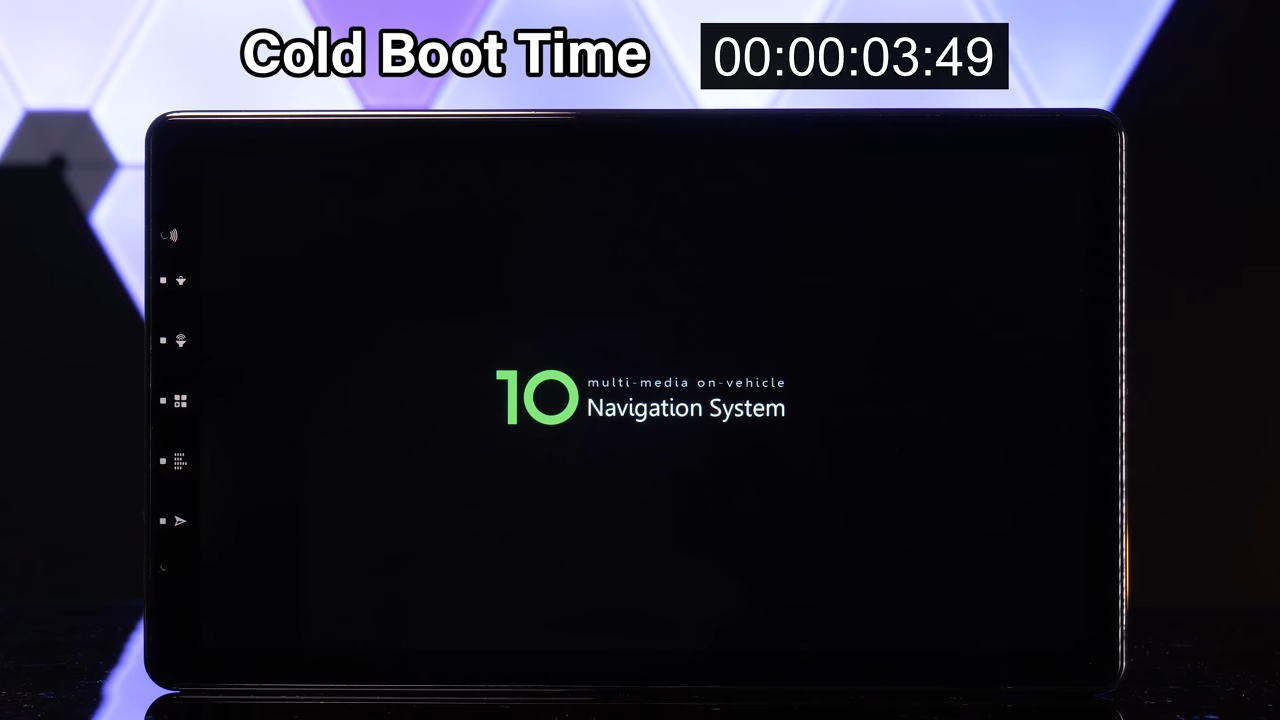 Cold Boot Time 00:00:03:49
10 multi-media on-vehicle
Navigation System